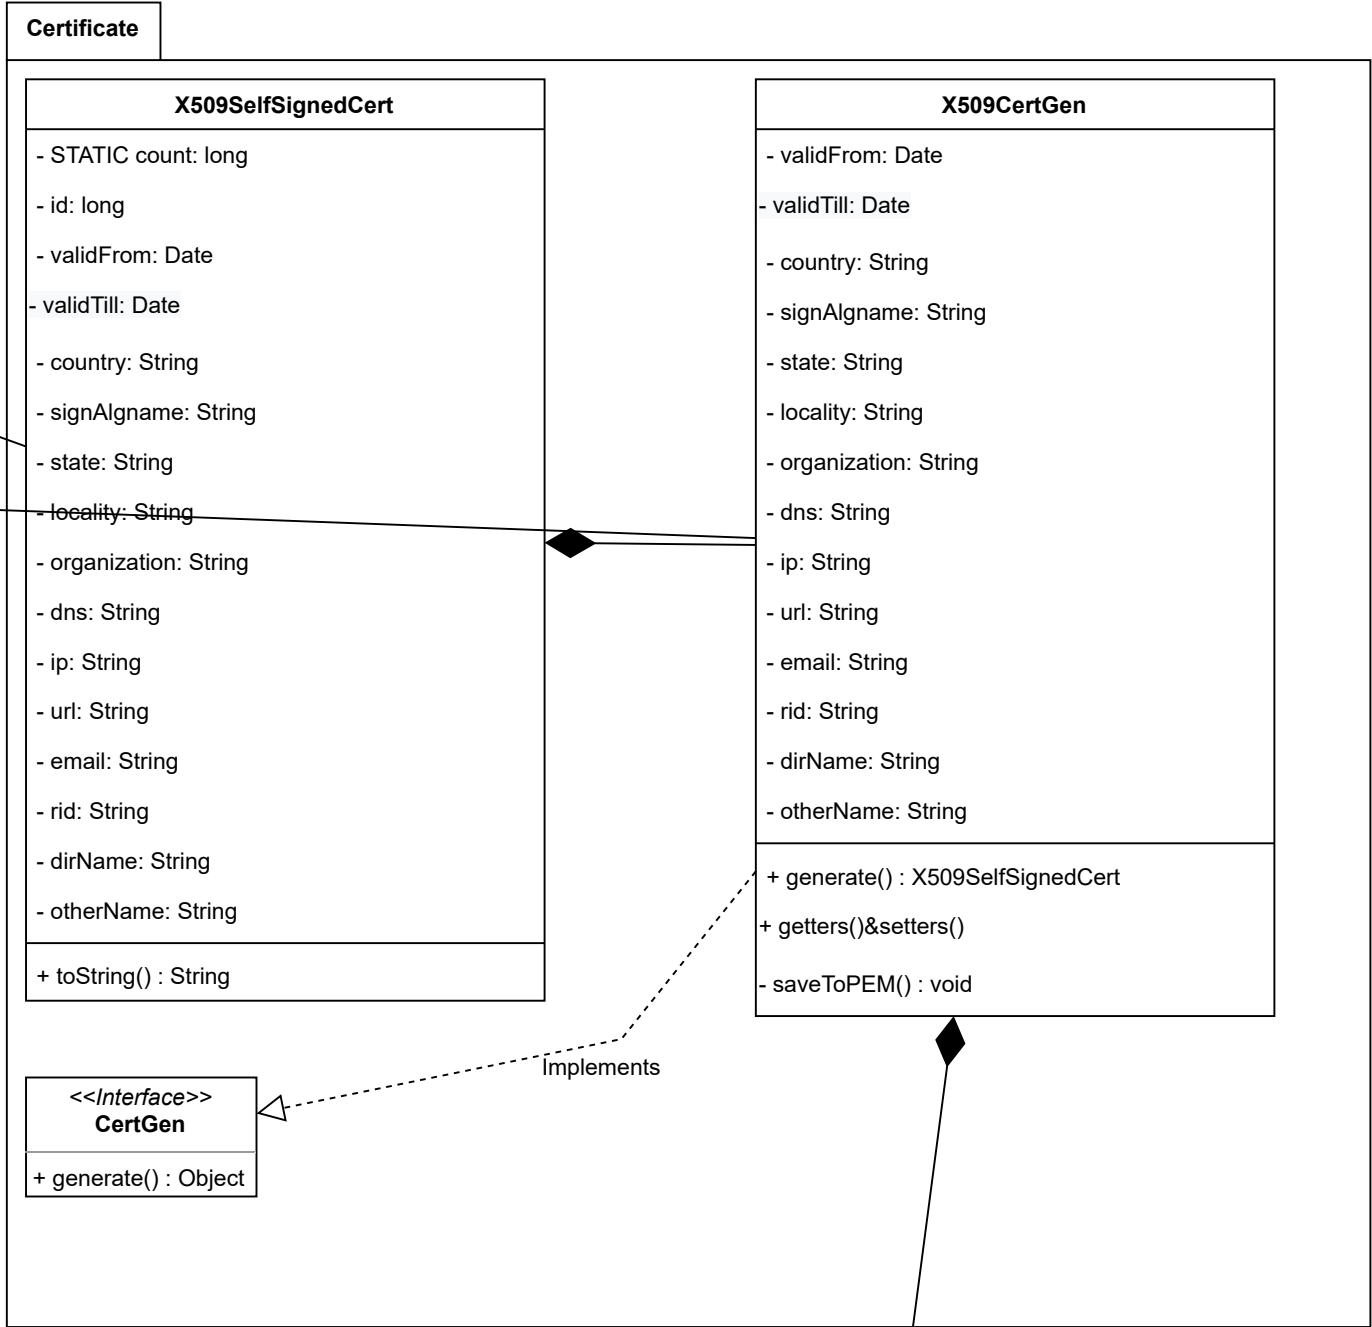 Certificate
X509SelfSignedCert
- STATIC count: long
- id: long
- validFrom: Date
- validTill: Date
- country: String
- signAlgname: String
- state: String
- locality: String
- organization: String
- dns: String
- ip: String
- url: String
- email: String
- rid: String
- dirName: String
- otherName: String
+ toString() : String
X509CertGen
- validFrom: Date
- validTill: Date
- country: String
- signAlgname: String
- state: String
- locality: String
- organization: String
- dns: String
- ip: String
- url: String
- email: String
- rid: String
- dirName: String
- otherName: String
+ generate() : X509SelfSignedCert
+ getters()&setters()
- saveToPEM() : void
Implements
<<Interface>>
CertGen
+ generate() : Object